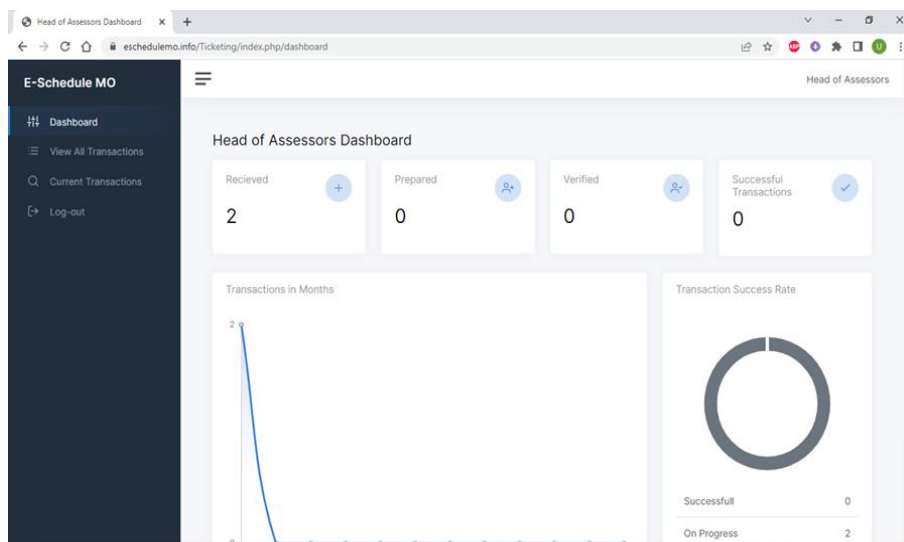 Head of Assessors Dashboard
eschedulemo.info/Ticketing/index.php/dashboard
ABP
U
E-Schedule MO
Head of Assessors
Dashboard
View All Transactions
Current Transactions
Log-out
Head of Assessors Dashboard
Recieved
2
Prepared
0
Verified
0
Successful
Transactions
0
Transactions in Months
2
Transaction Success Rate
Successfull 0
On Progress 2